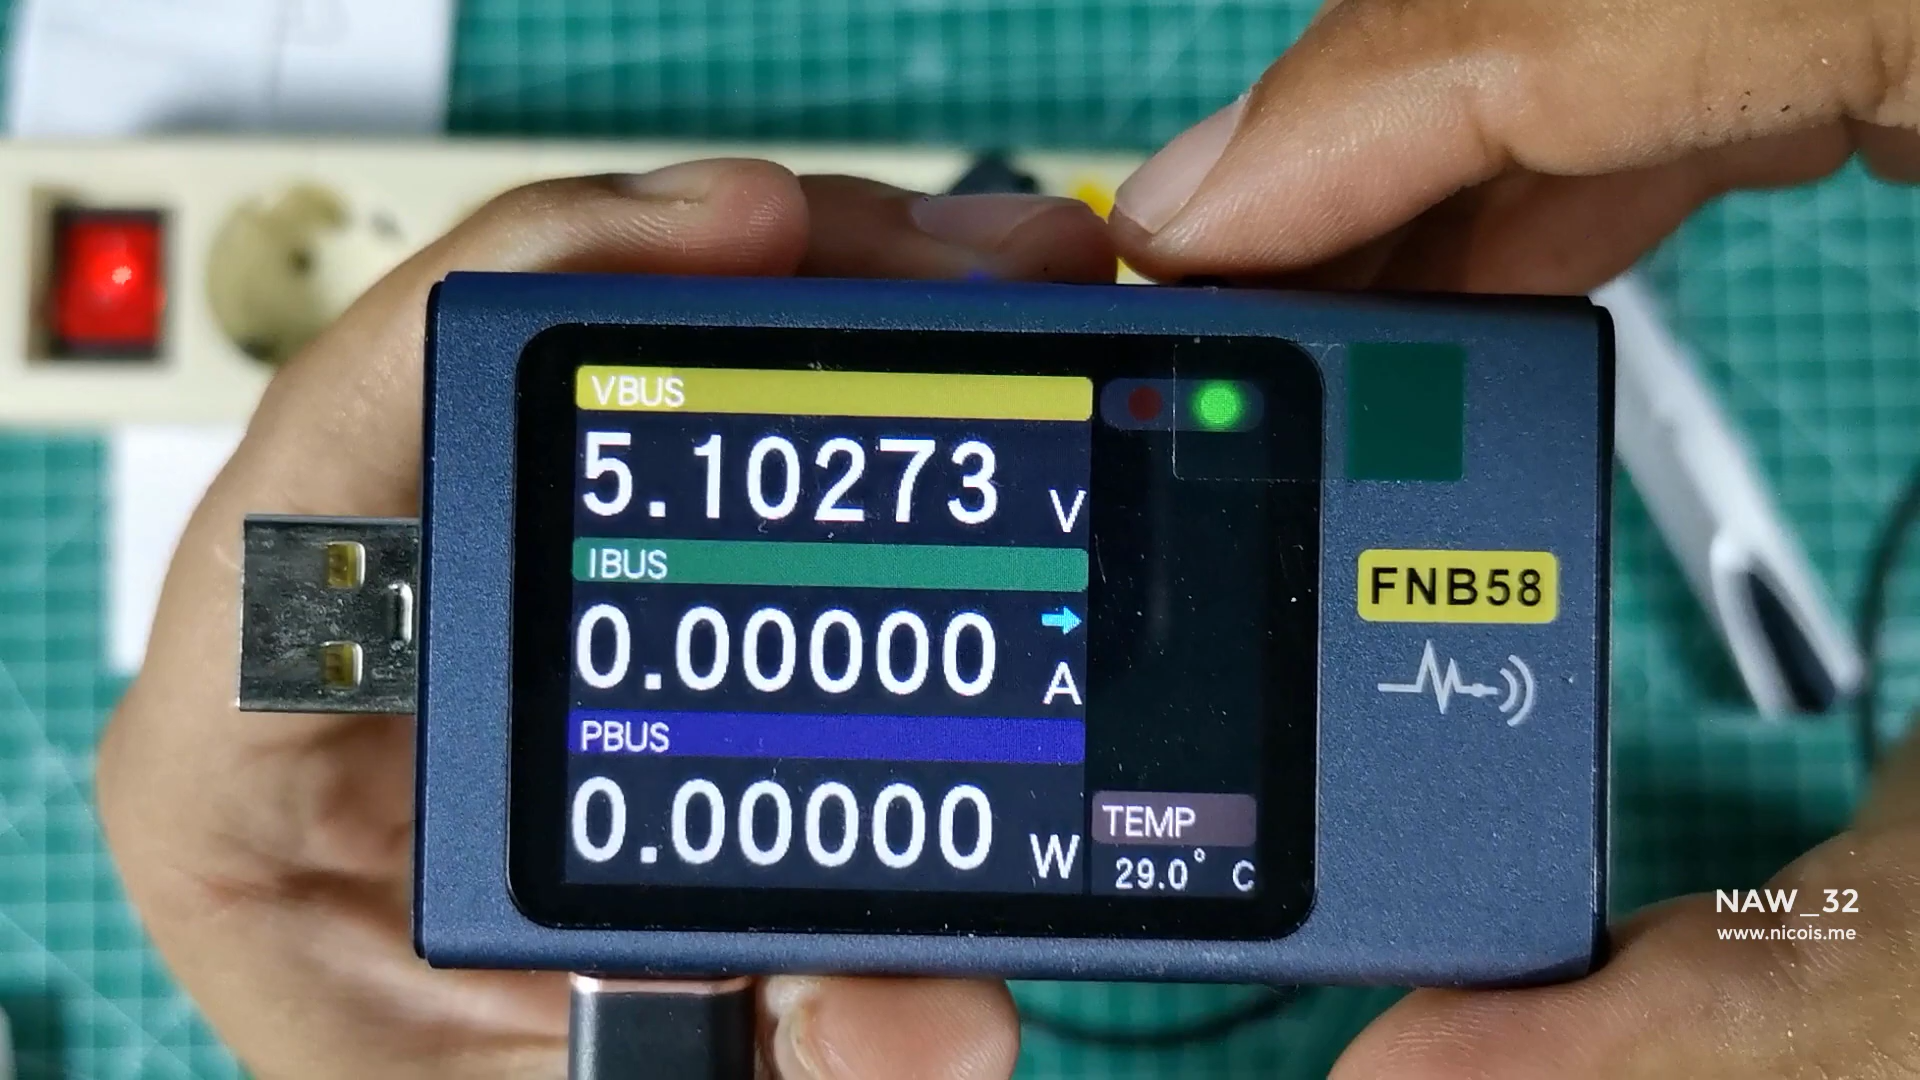 VBUS
5.10273 V
IBUS
0.00000 A
PBUS
0.00000 W
TEMP
29.0° C
FNB58
NAW_32
www.nicois.me